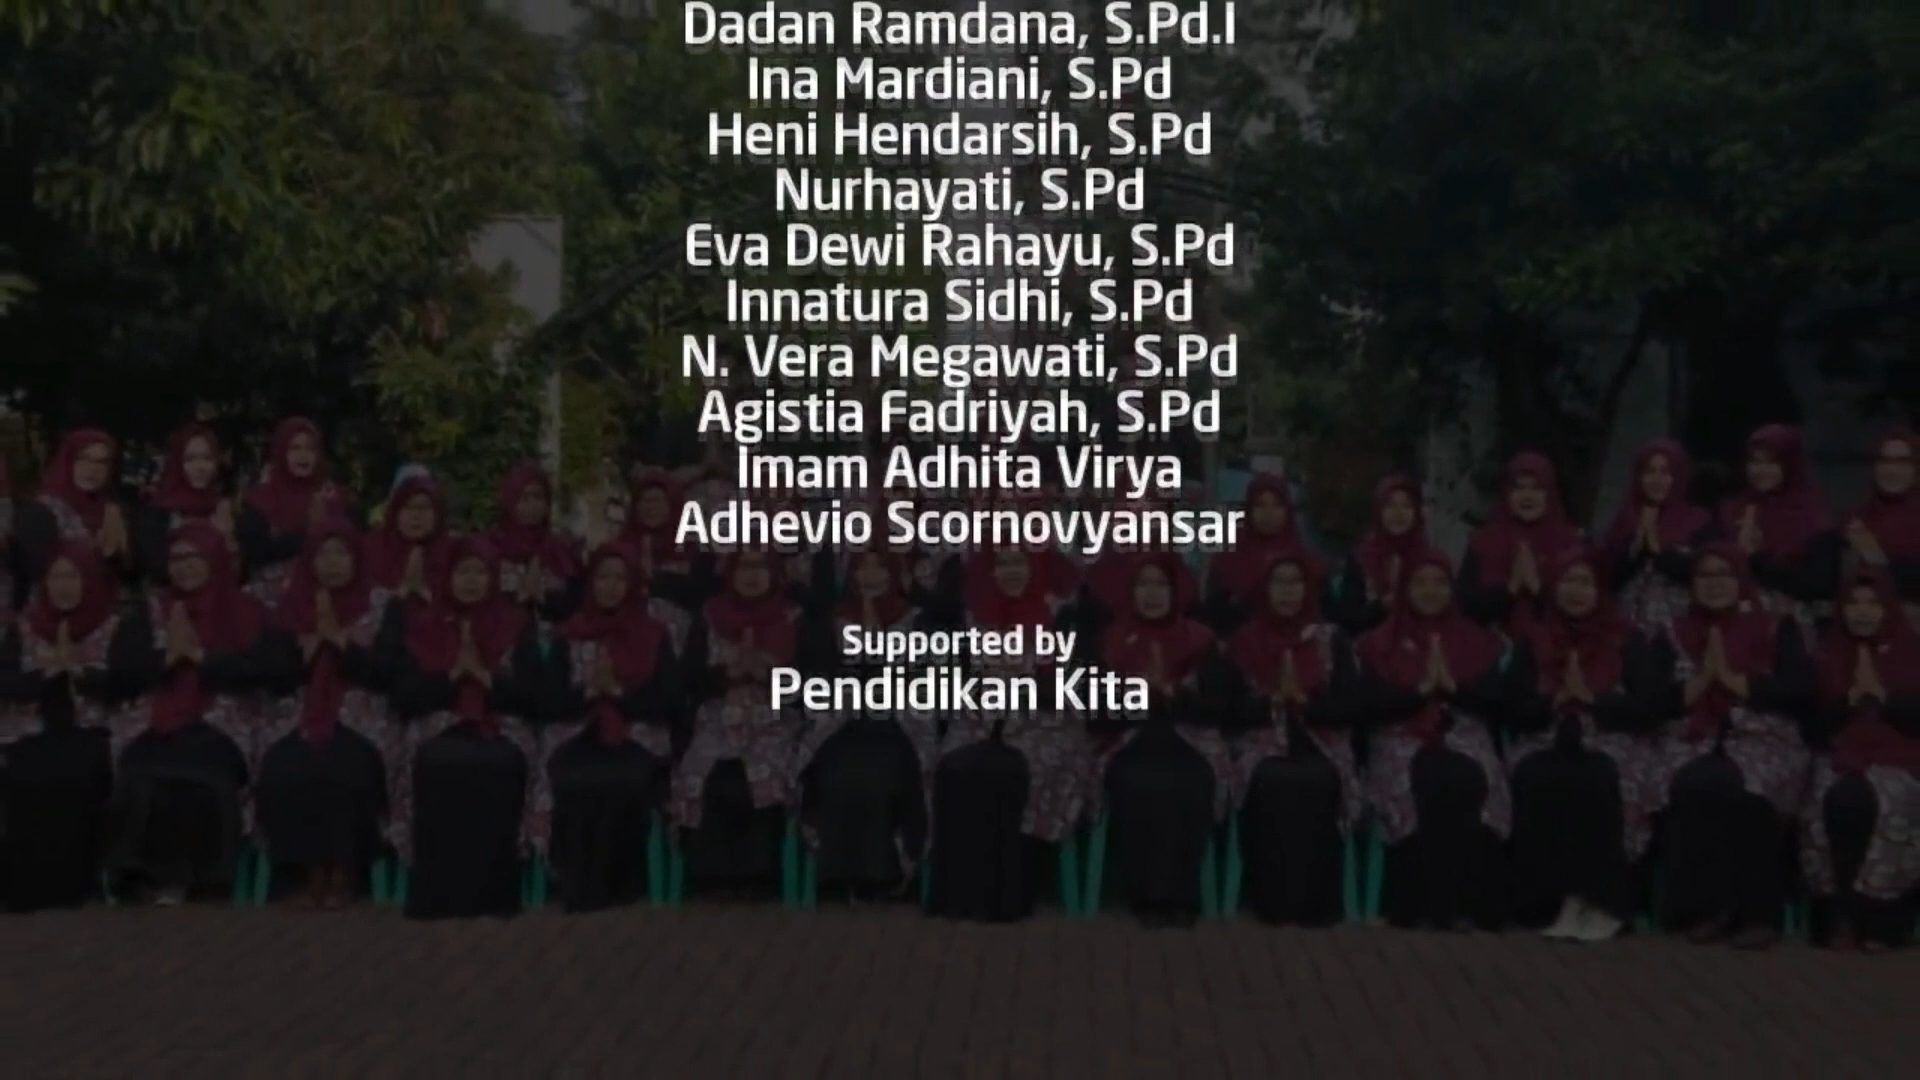 Dadan Ramdana, S.Pd.I
Ina Mardiani, S.Pd
Heni Hendarsih, S.Pd
Nurhayati, S.Pd
Eva Dewi Rahayu, S.Pd
Innatura Sidhi, S.Pd
N. Vera Megawati, S.Pd
Agistia Fadriyah, S.Pd
Imam Adhita Virya
Adhevio Scornovyansar
Supported by
Pendidikan Kita